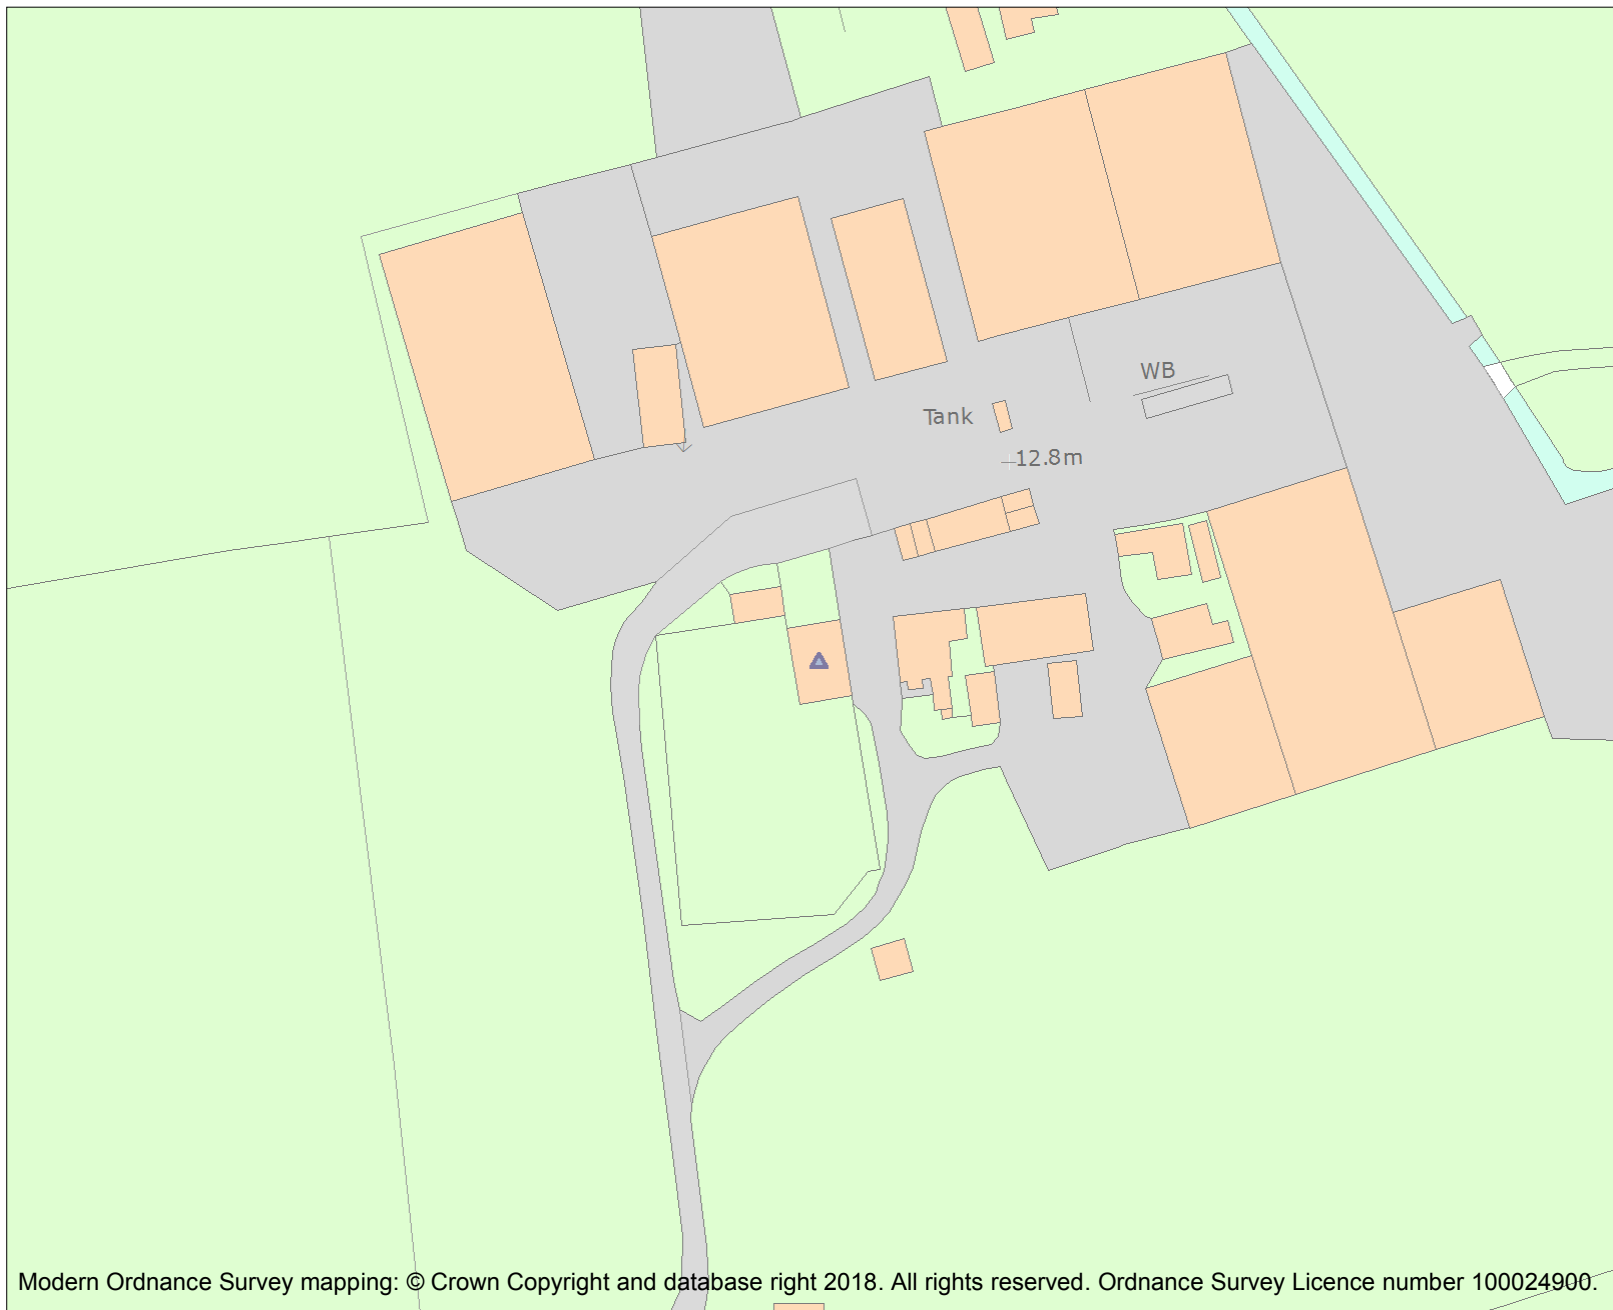 WB
Tank
12.8m
Modern Ordnance Survey mapping: © Crown Copyright and database right 2018. All rights reserved. Ordnance Survey Licence number 100024900.